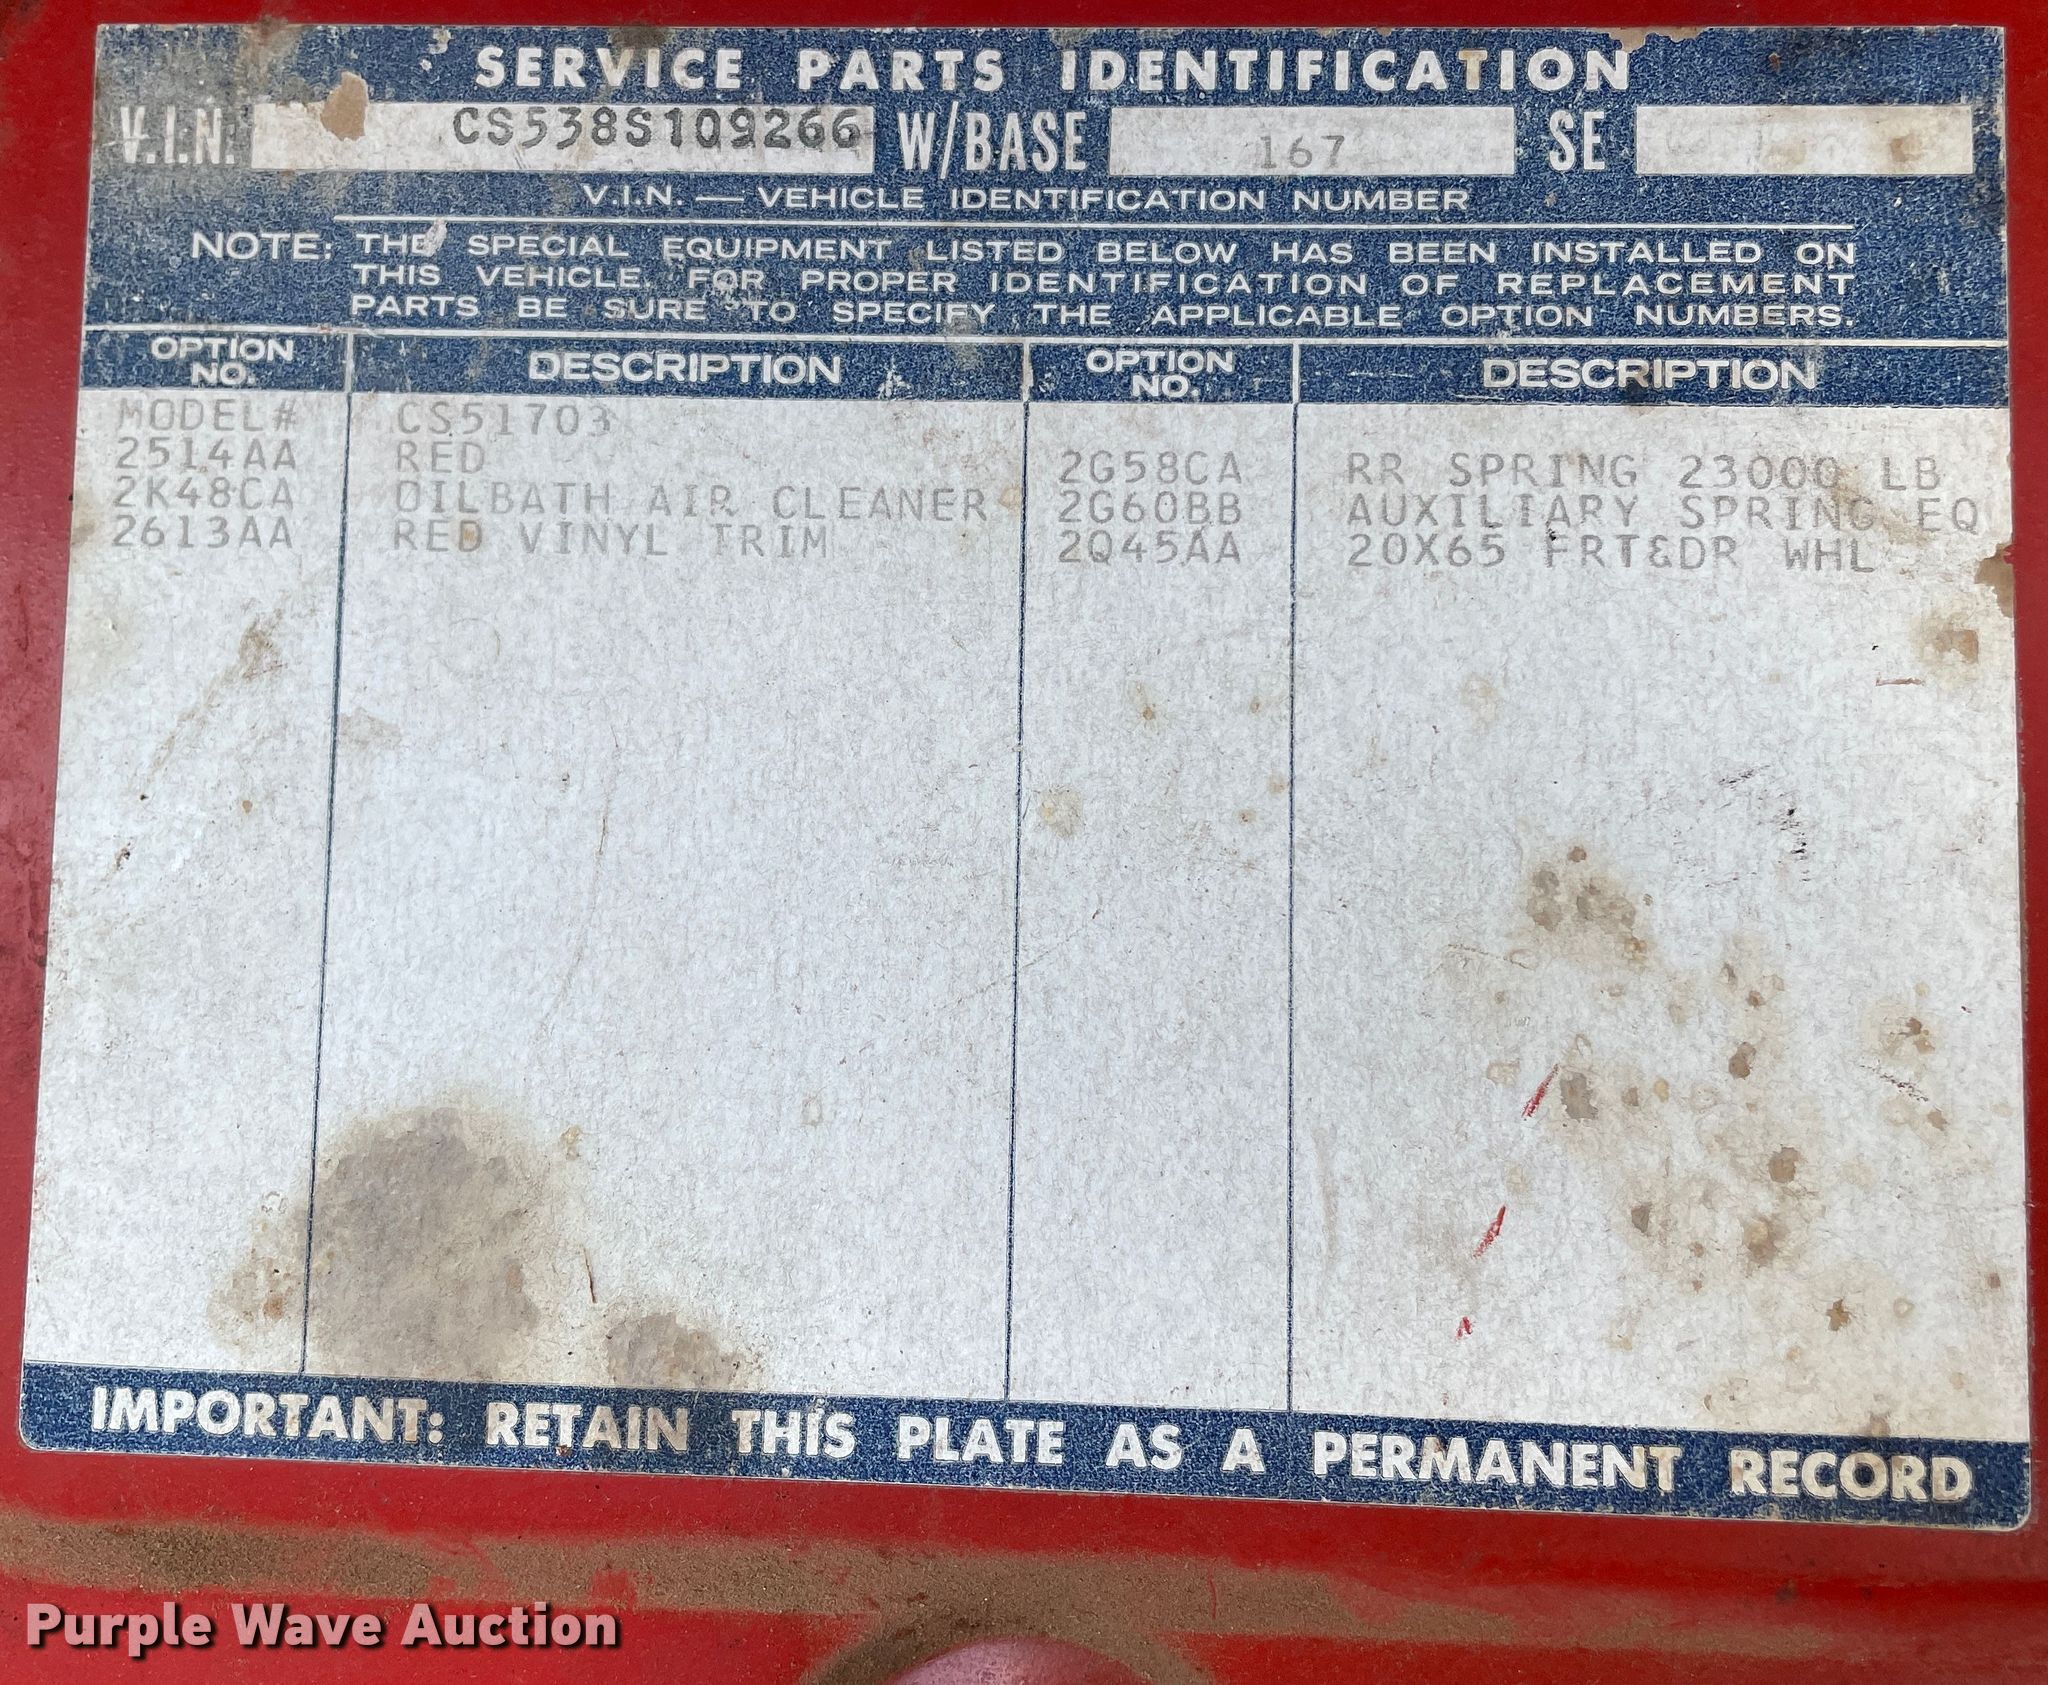 SERVICE PARTS IDENTIFICATION
V.I.N. CS538S109266 W/BASE 167 SE
V.I.N. — VEHICLE IDENTIFICATION NUMBER
NOTE: THE SPECIAL EQUIPMENT LISTED BELOW HAS BEEN INSTALLED ON
THIS VEHICLE. FOR PROPER IDENTIFICATION OF REPLACEMENT
PARTS BE SURE TO SPECIFY THE APPLICABLE OPTION NUMBERS.
OPTION NO. DESCRIPTION OPTION NO. DESCRIPTION
MODEL# CS51703
2514AA RED 2G58CA RR SPRING 23000 LB
2K48CA OILBATH AIR CLEANER 2G60BB AUXILIARY SPRING EQ
2613AA RED VINYL TRIM 2Q45AA 20X65 FRT&DR WHL
IMPORTANT: RETAIN THIS PLATE AS A PERMANENT RECORD
Purple Wave Auction